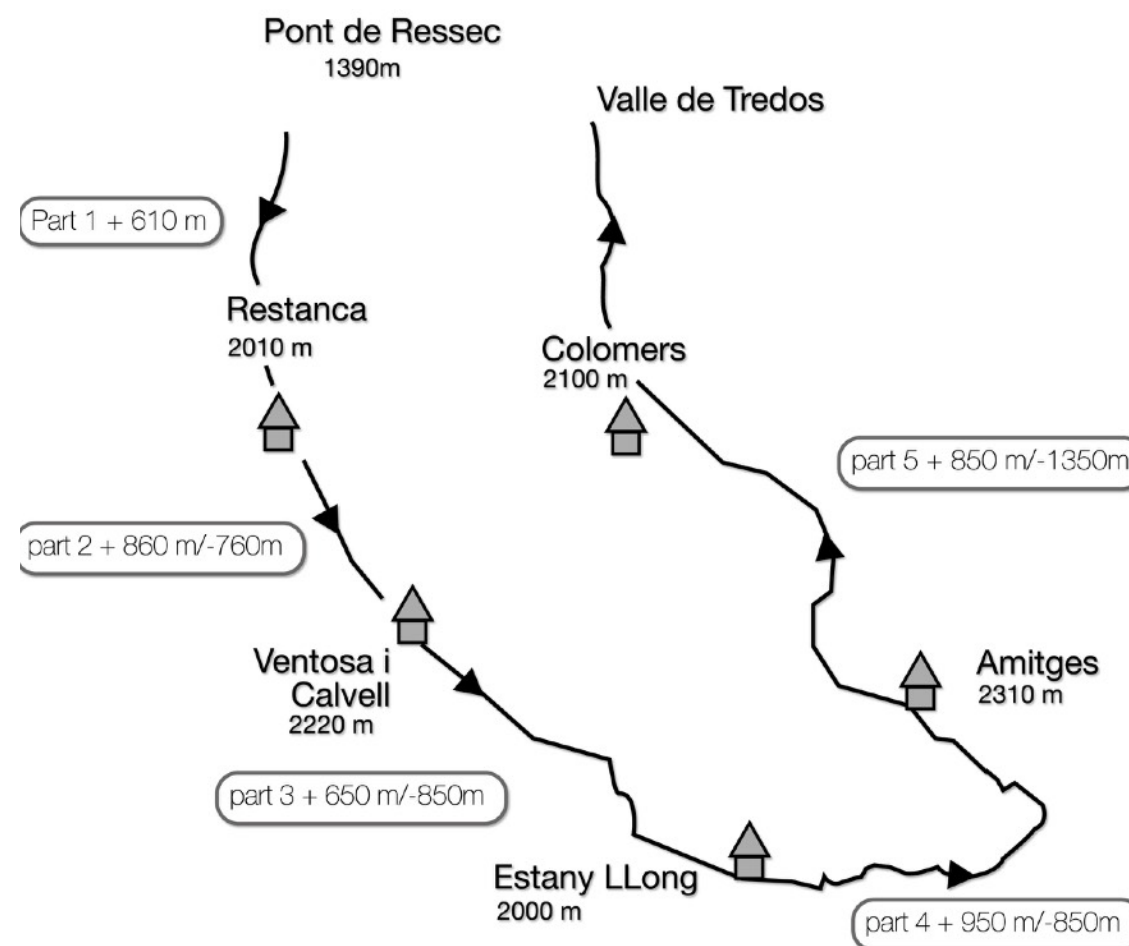 Pont de Ressec
1390m
Valle de Tredos
Part 1 + 610 m
Restanca
2010 m
Colomers
2100 m
part 5 + 850 m/-1350m
part 2 + 860 m/-760m
Ventosa i
Calvell
2220 m
Amitges
2310 m
part 3 + 650 m/-850m
Estany LLong
2000 m
part 4 + 950 m/-850m